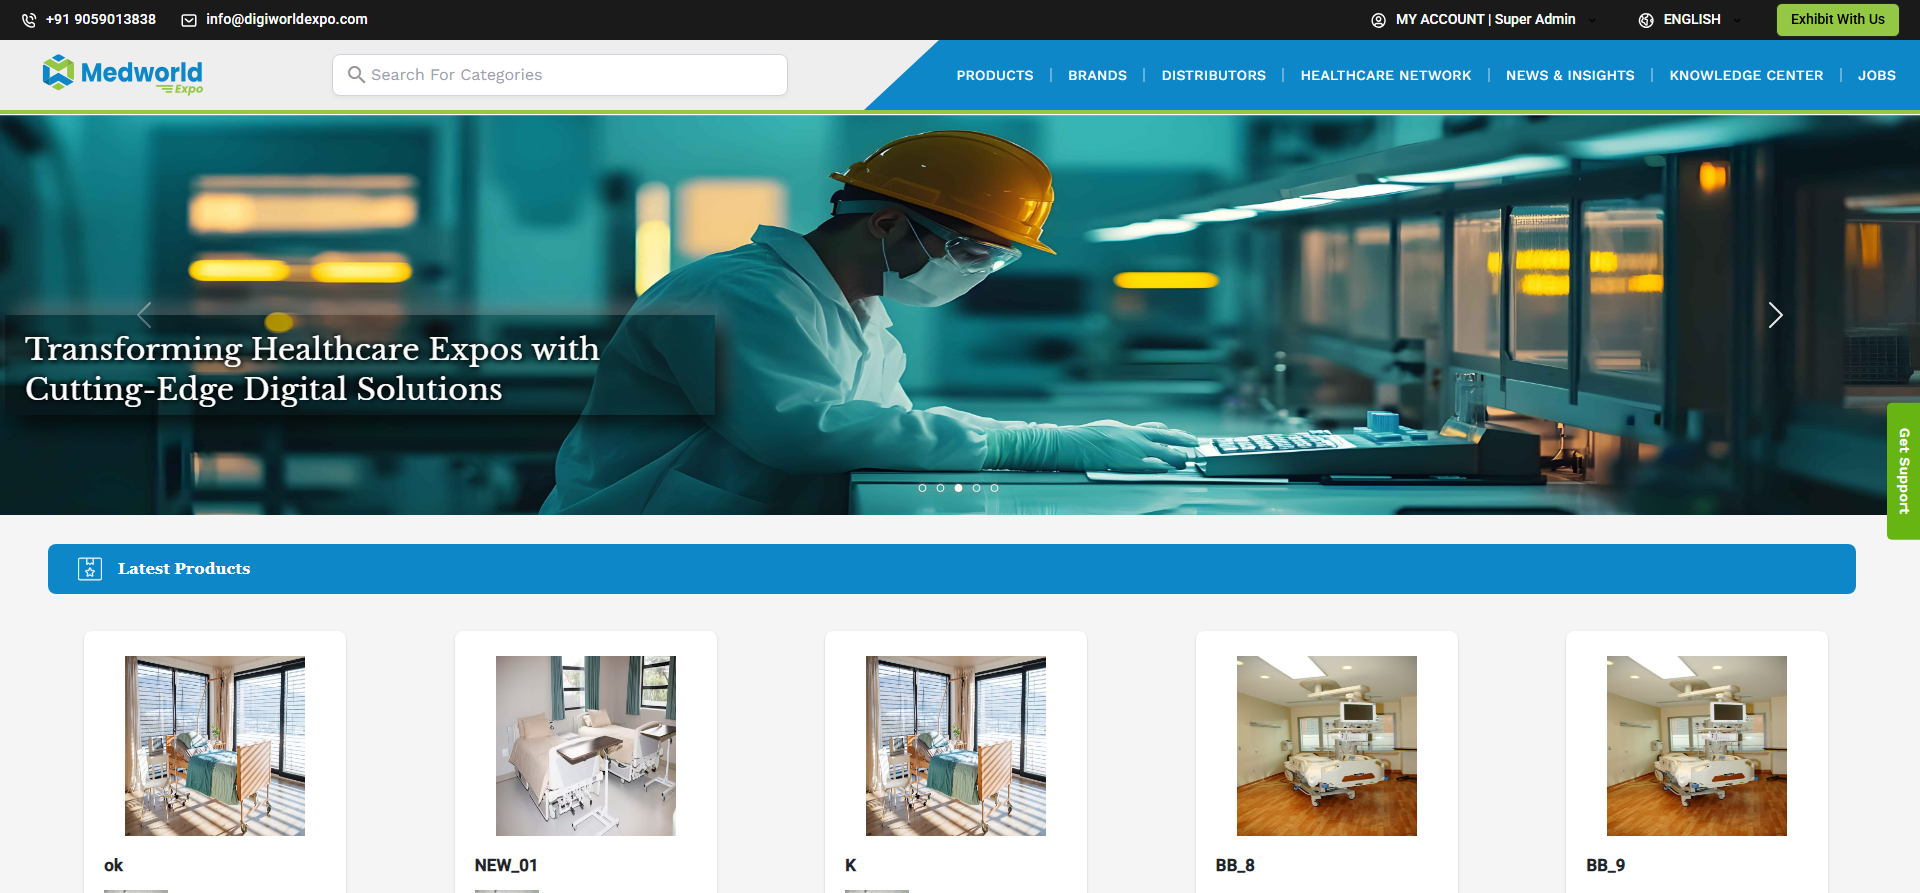 +91 9059013838
info@digiworldexpo.com
MY ACCOUNT | Super Admin
ENGLISH
Exhibit With Us
Medworld
Expo
Search For Categories
PRODUCTS | BRANDS | DISTRIBUTORS | HEALTHCARE NETWORK | NEWS & INSIGHTS | KNOWLEDGE CENTER | JOBS
Transforming Healthcare Expos with
Cutting-Edge Digital Solutions
Get Support
Latest Products
ok
NEW_01
K
BB_8
BB_9